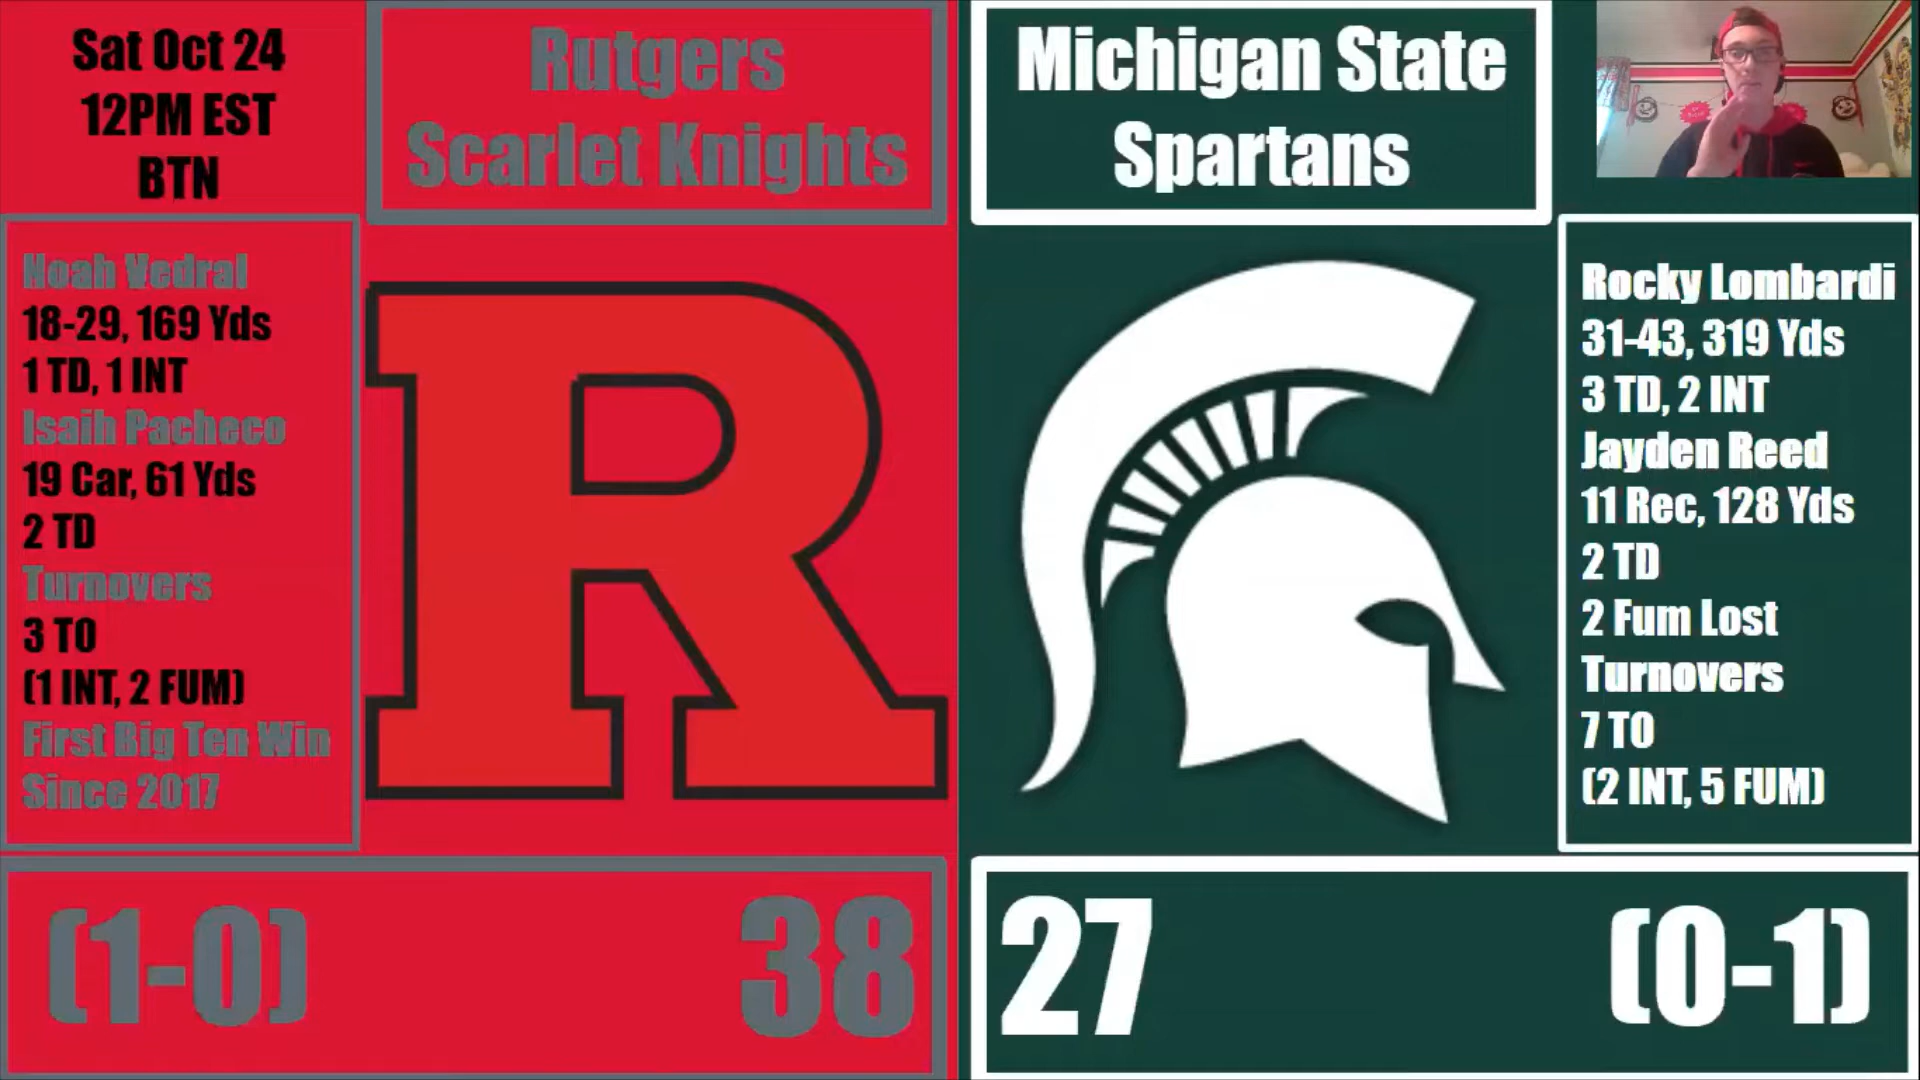 Sat Oct 24
12PM EST
BTN
Rutgers
Scarlet Knights
Michigan State
Spartans
Noah Vedral
18-29, 169 Yds
1 TD, 1 INT
Isaih Pacheco
19 Car, 61 Yds
2 TD
Turnovers
3 TO
(1 INT, 2 FUM)
First Big Ten Win
Since 2017
R
Rocky Lombardi
31-43, 319 Yds
3 TD, 2 INT
Jayden Reed
11 Rec, 128 Yds
2 TD
2 Fum Lost
Turnovers
7 TO
(2 INT, 5 FUM)
(1-0)
38
27
(0-1)